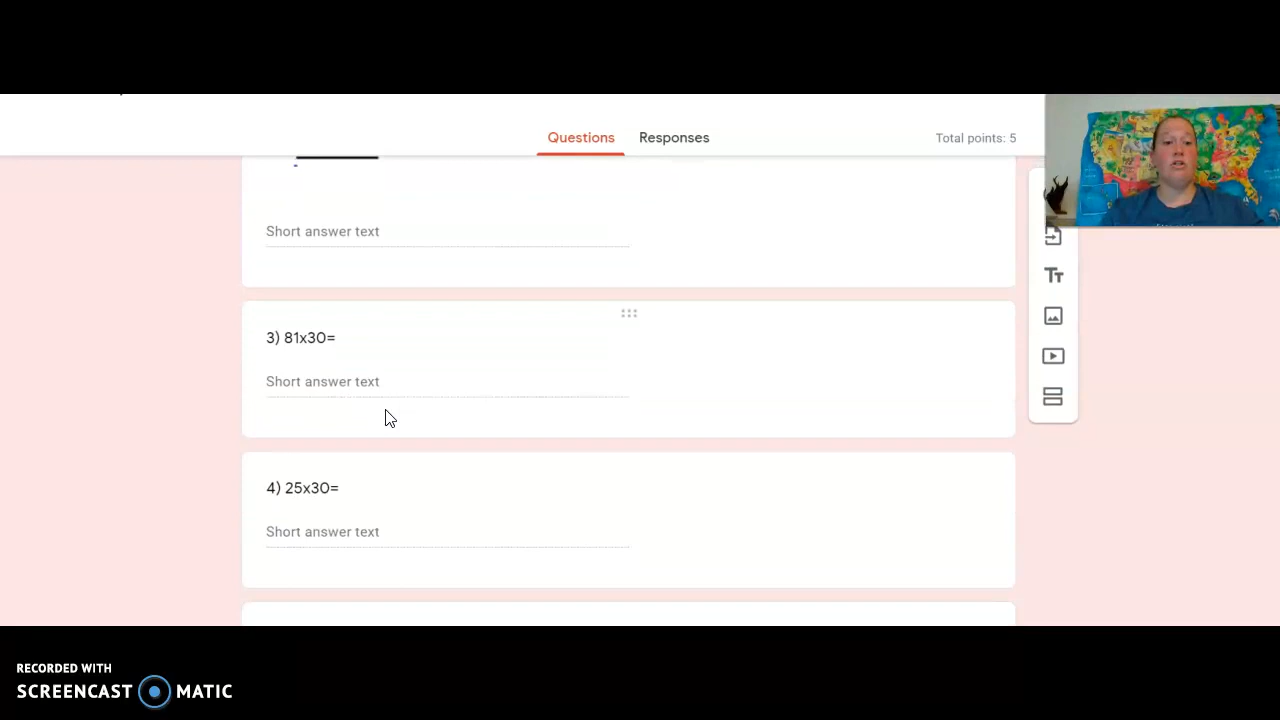 Questions Responses Total points: 5
Short answer text
3) 81x30=
Short answer text
4) 25x30=
Short answer text
RECORDED WITH
SCREENCAST MATIC